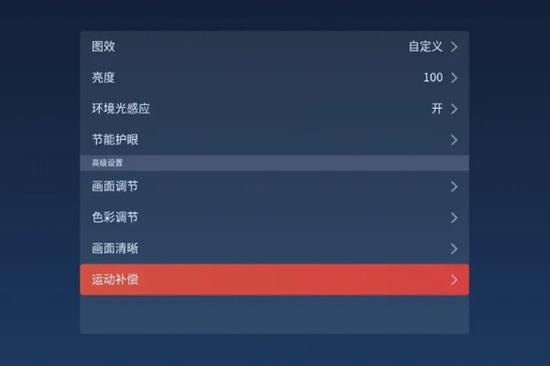 图效 自定义
亮度 100
环境光感应 开
节能护眼
高级设置
画面调节
色彩调节
画面清晰
运动补偿